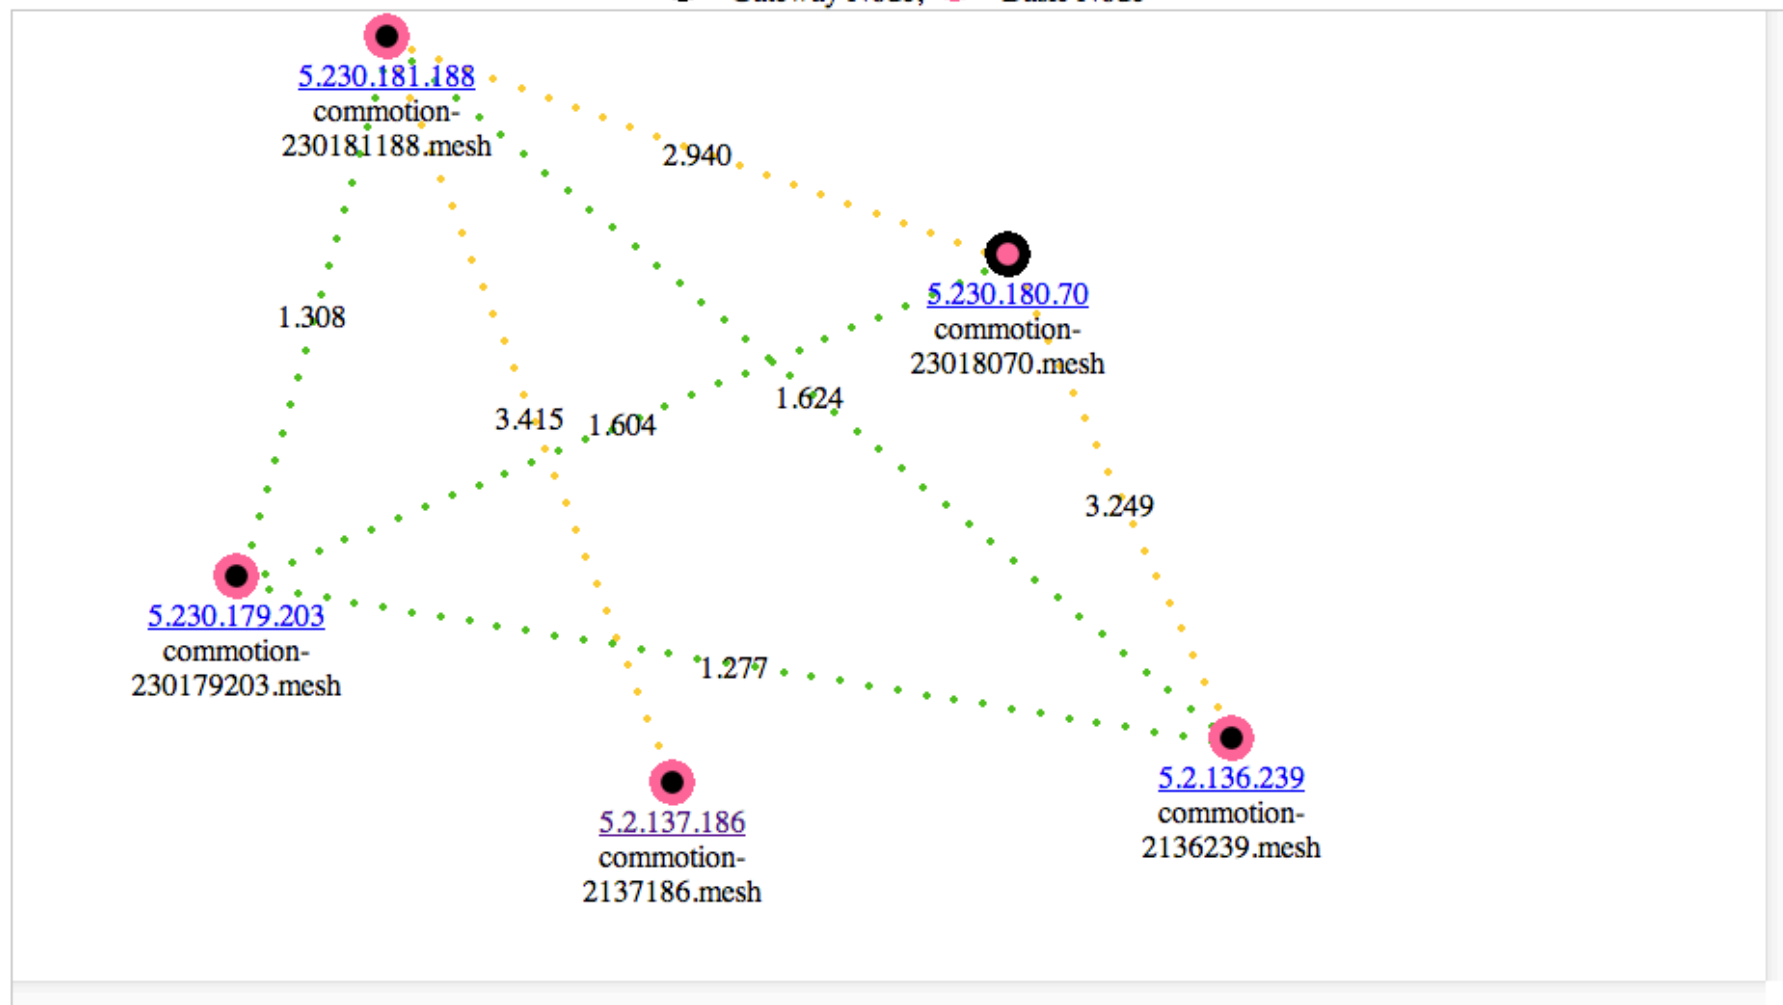 5.230.181.188
commotion-
230181188.mesh
2.940
5.230.180.70
commotion-
23018070.mesh
1.308
1.624
3.415
1.604
3.249
5.230.179.203
commotion-
230179203.mesh
1.277
5.2.136.239
commotion-
2136239.mesh
5.2.137.186
commotion-
2137186.mesh